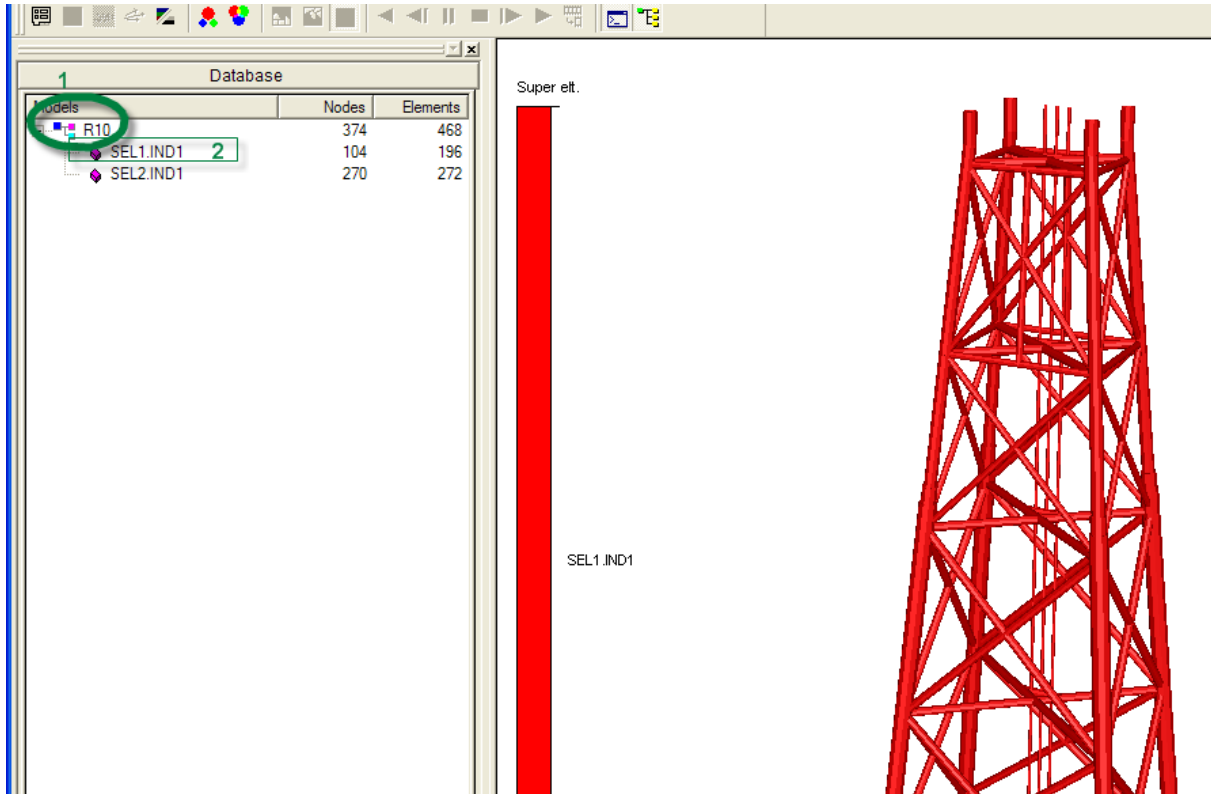 Database
1
Models Nodes Elements
R10 374 468
SEL1.IND1 2 104 196
SEL2.IND1 270 272
Super elt.
SEL1.IND1